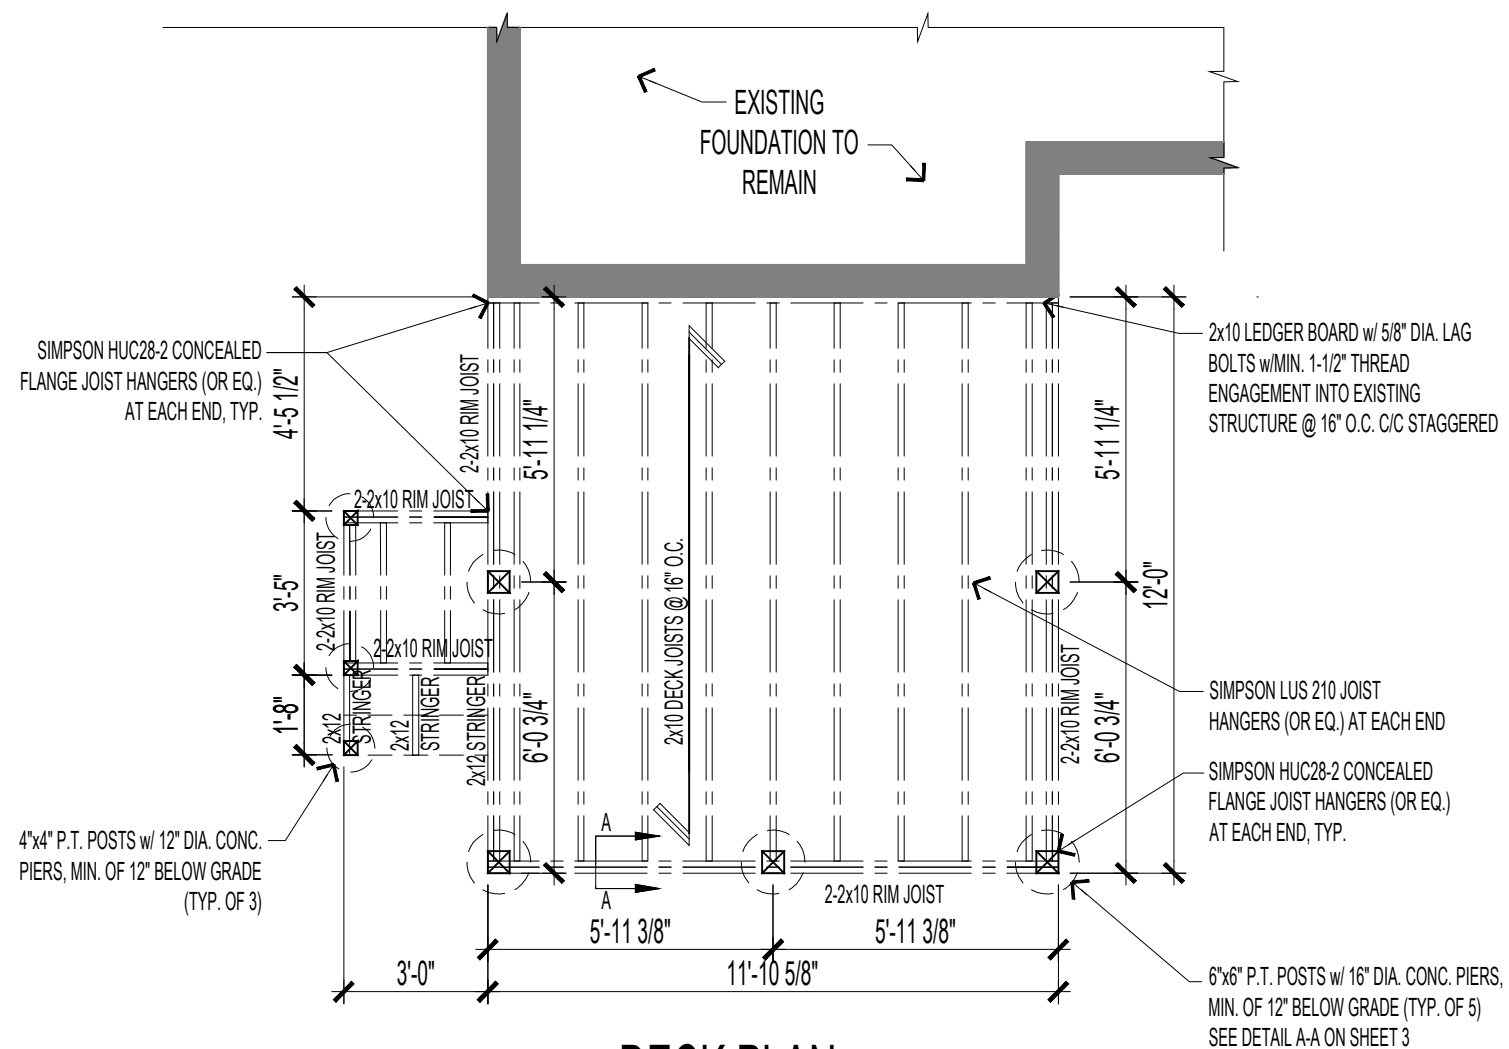 EXISTING
FOUNDATION TO
REMAIN
SIMPSON HUC28-2 CONCEALED
FLANGE JOIST HANGERS (OR EQ.)
AT EACH END, TYP.
4'-5 1/2"
2-2x10 RIM JOIST
5'-11 1/4"
5'-11 1/4"
12'-0"
2x10 LEDGER BOARD w/ 5/8" DIA. LAG
BOLTS w/MIN. 1-1/2" THREAD
ENGAGEMENT INTO EXISTING
STRUCTURE @ 16" O.C. C/C STAGGERED
2-2x10 RIM JOIST
2-2x10 RIM JOIST
3'-5"
2-2x10 RIM JOIST
2x10 DECK JOISTS @ 16" O.C.
1'-8"
2x12
STRINGER
2x12
STRINGER
2x12 STRINGER
6'-0 3/4"
2-2x10 RIM JOIST
6'-0 3/4"
SIMPSON LUS 210 JOIST
HANGERS (OR EQ.) AT EACH END
SIMPSON HUC28-2 CONCEALED
FLANGE JOIST HANGERS (OR EQ.)
AT EACH END, TYP.
4"x4" P.T. POSTS w/ 12" DIA. CONC.
PIERS, MIN. OF 12" BELOW GRADE
(TYP. OF 3)
A
A
2-2x10 RIM JOIST
5'-11 3/8"
5'-11 3/8"
3'-0"
11'-10 5/8"
6"x6" P.T. POSTS w/ 16" DIA. CONC. PIERS,
MIN. OF 12" BELOW GRADE (TYP. OF 5)
SEE DETAIL A-A ON SHEET 3
DECK PLAN